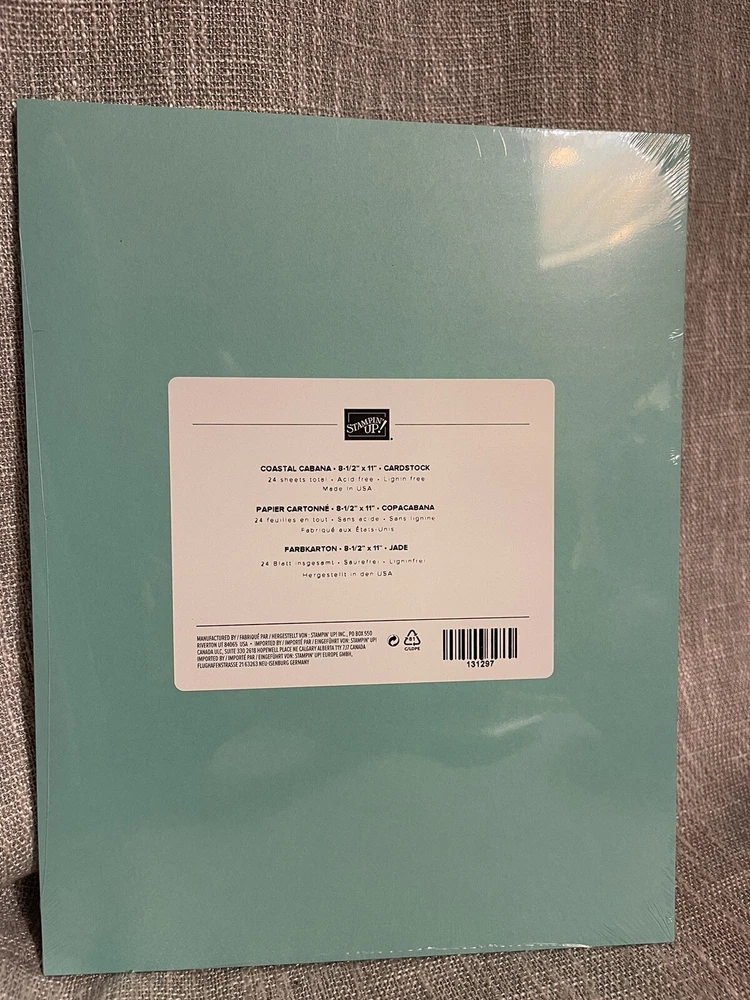 STAMPIN' UP!
COASTAL CABANA • 8-1/2" x 11" • CARDSTOCK
24 sheets total • Acid free • Lignin free
Made in USA
PAPIER CARTONNÉ • 8-1/2" x 11" • COPACABANA
24 feuilles en tout • Sans acide • Sans lignine
Fabriqué aux États-Unis
FARBKARTON • 8-1/2" x 11" • JADE
24 Blatt insgesamt • Säurefrei • Ligninfrei
Hergestellt in den USA
MANUFACTURED BY / FABRIQUÉ PAR / HERGESTELLT VON : STAMPIN' UP! INC., PO BOX 550
RIVERTON UT 84065 USA • IMPORTED BY / IMPORTÉ PAR / EINGEFÜHRT VON: STAMPIN' UP!
CANADA ULC, SUITE 330 2618 HOPEWELL PLACE NE CALGARY ALBERTA T1Y 7J7 CANADA
IMPORTED BY / IMPORTÉ PAR / EINGEFÜHRT VON: STAMPIN' UP! EUROPE GMBH,
FLUGHAFENSTRASSE 21 63263 NEU-ISENBURG GERMANY
81
C/LDPE
131297